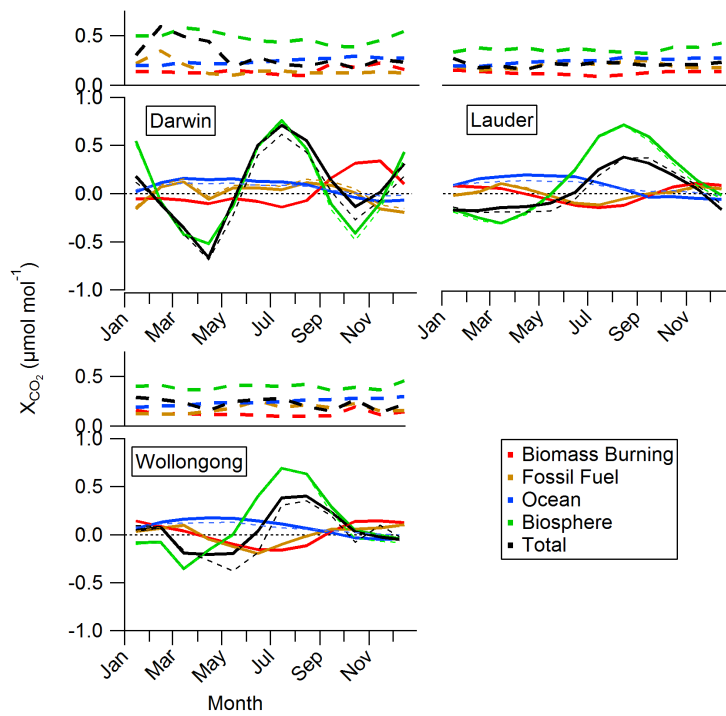 X_CO2 (µmol mol⁻¹)
0.5
0.0
1.0
0.5
0.0
-0.5
-1.0
Darwin
Jan
Mar
May
Jul
Sep
Nov
Lauder
Jan
Mar
May
Jul
Sep
Nov
0.5
0.0
1.0
0.5
0.0
-0.5
-1.0
Wollongong
Jan
Mar
May
Jul
Sep
Nov
Month
Biomass Burning
Fossil Fuel
Ocean
Biosphere
Total